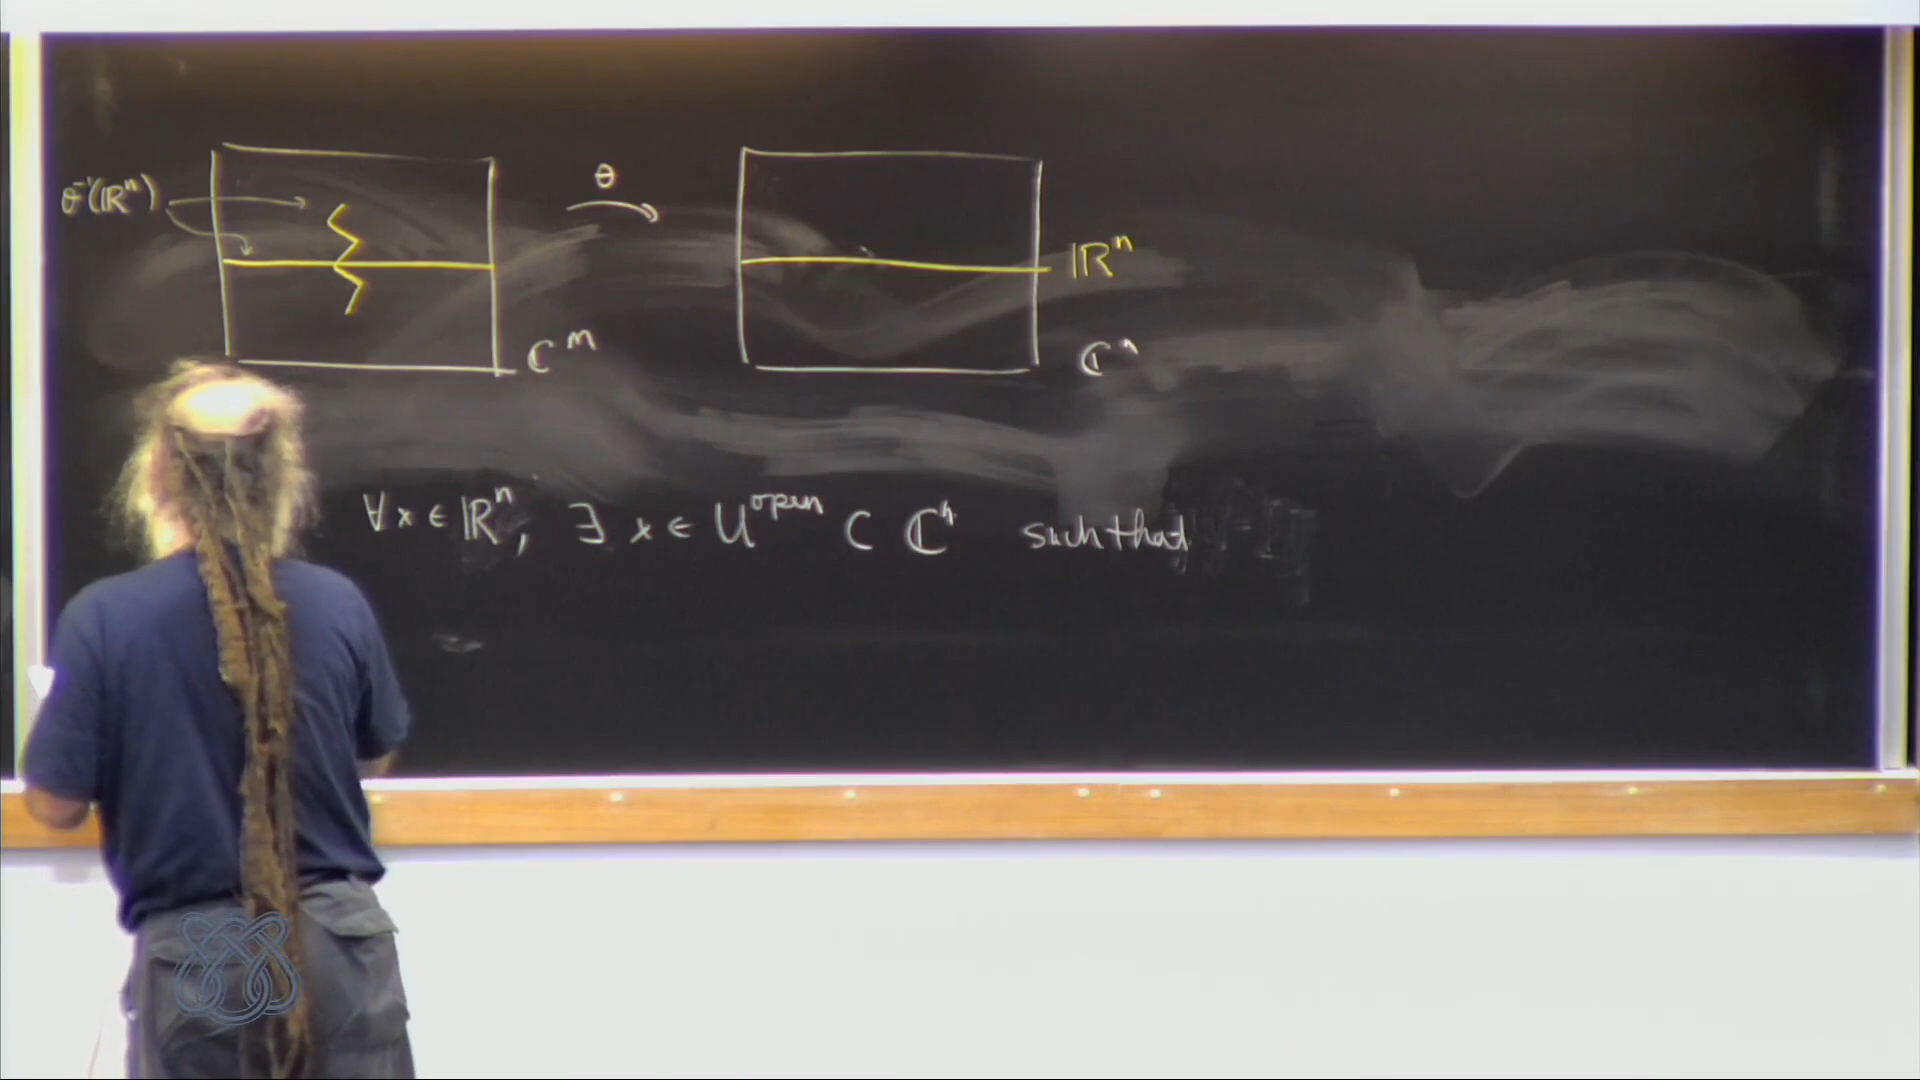 θ⁻¹(ℝⁿ)
θ
ℝⁿ
ℂᵐ
ℂⁿ
∀x ∈ ℝⁿ, ∃ x ∈ U^open ⊂ ℂⁿ such that